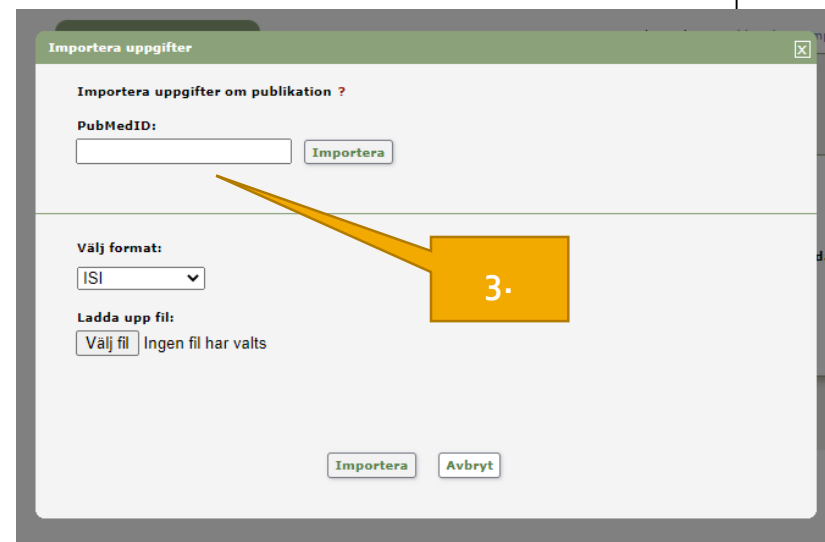 Importera uppgifter
Importera uppgifter om publikation ?
PubMedID:
Importera
Välj format:
ISI
3.
Ladda upp fil:
Välj fil Ingen fil har valts
Importera Avbryt